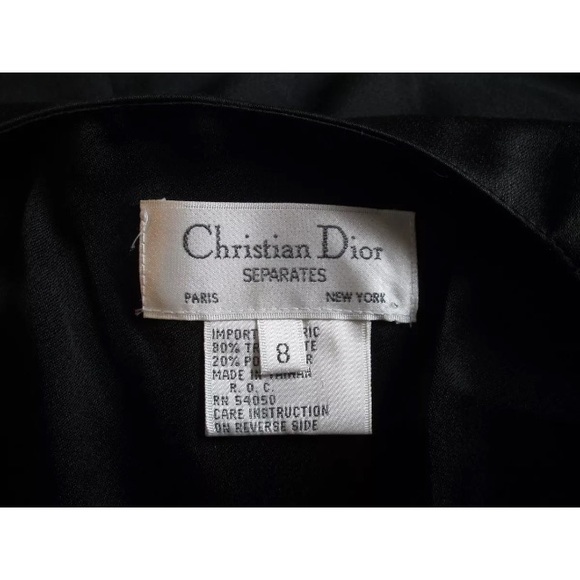 Christian Dior
SEPARATES
PARIS NEW YORK
8
80%
20%
MADE IN
R. O. C.
RN 54050
CARE INSTRUCTION
ON REVERSE SIDE